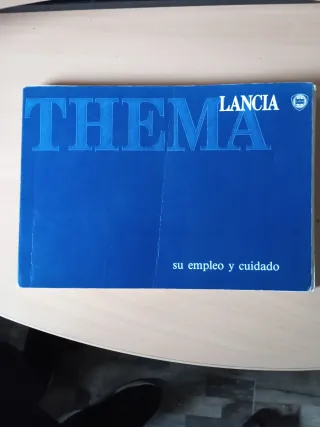 LANCIA
THEMA
su empleo y cuidado